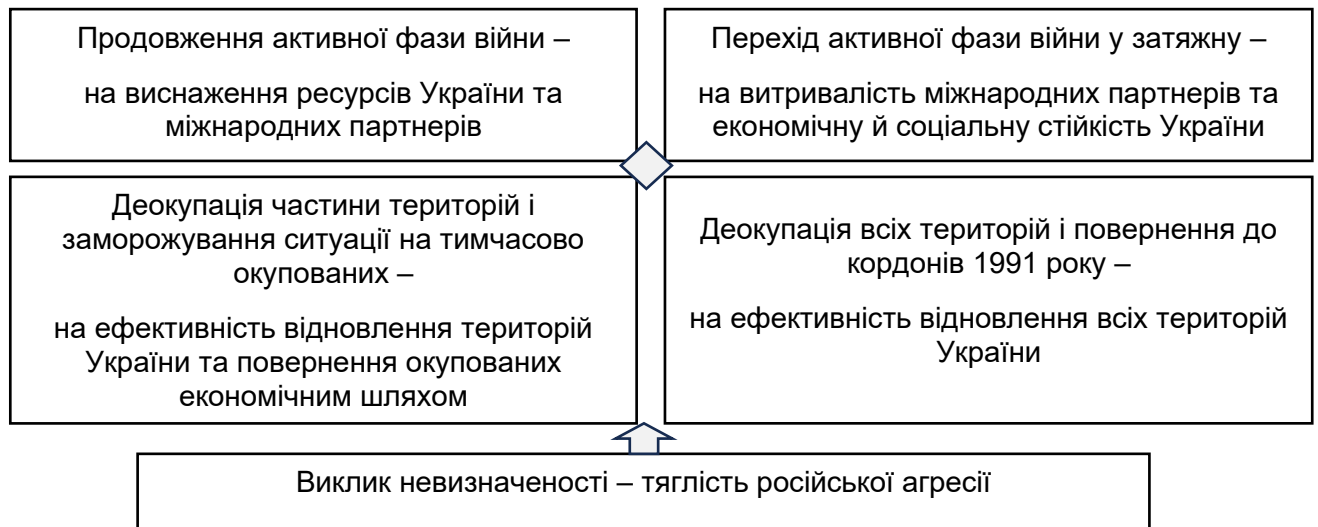 Продовження активної фази війни –
на виснаження ресурсів України та
міжнародних партнерів
Перехід активної фази війни у затяжну –
на витривалість міжнародних партнерів та
економічну й соціальну стійкість України
Деокупація частини територій і
заморожування ситуації на тимчасово
окупованих –
на ефективність відновлення територій
України та повернення окупованих
економічним шляхом
Деокупація всіх територій і повернення до
кордонів 1991 року –
на ефективність відновлення всіх територій
України
Виклик невизначеності – тяглість російської агресії